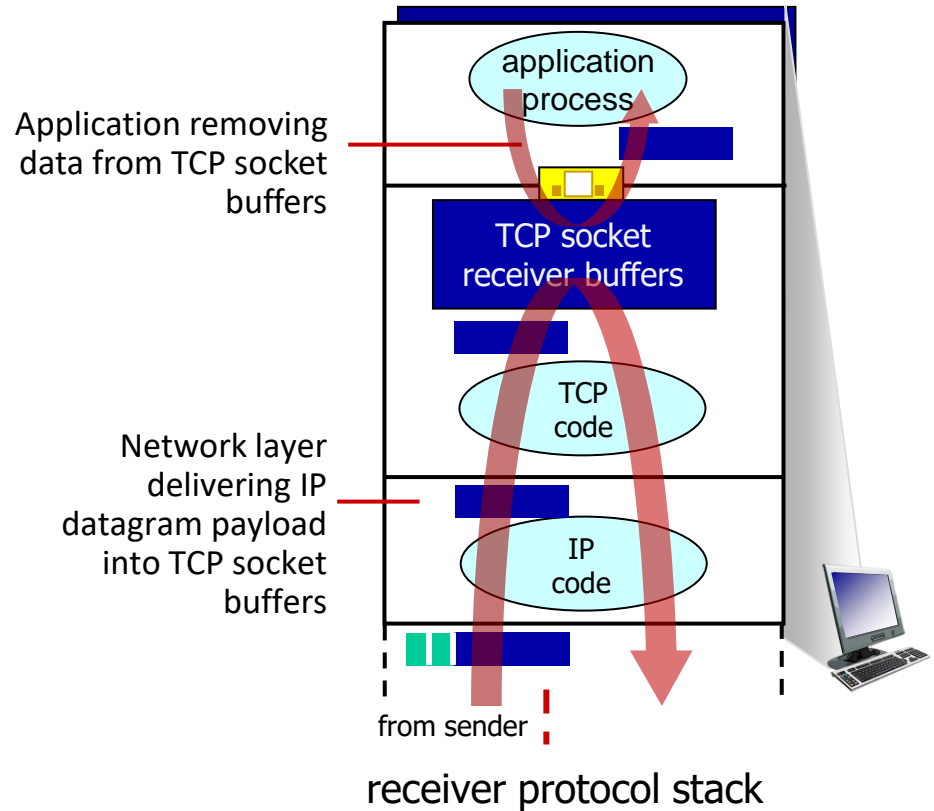 application
process
Application removing
data from TCP socket
buffers
TCP socket
receiver buffers
TCP
code
Network layer
delivering IP
datagram payload
into TCP socket
buffers
IP
code
from sender
receiver protocol stack